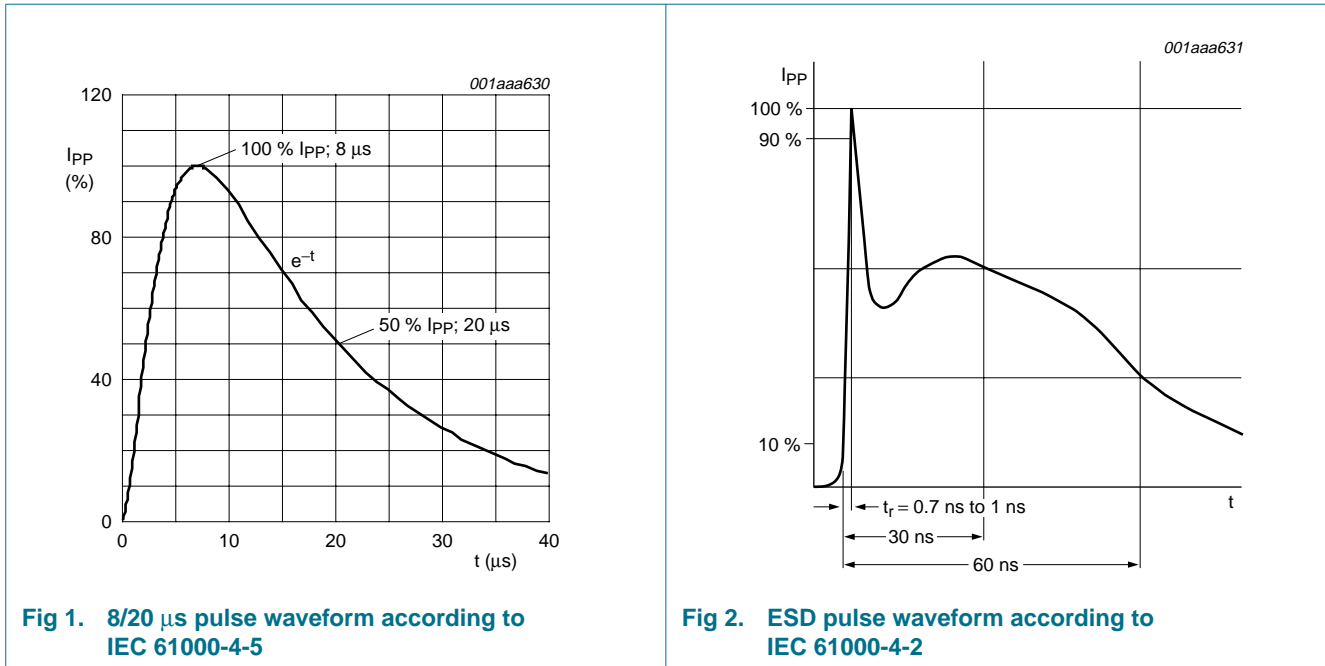 001aaa630
120
80
40
0
IPP
(%)
100 % IPP; 8 μs
e–t
50 % IPP; 20 μs
0
10
20
30
40
t (μs)
Fig 1. 8/20 μs pulse waveform according to
IEC 61000-4-5
001aaa631
IPP
100 %
90 %
10 %
t
tr = 0.7 ns to 1 ns
30 ns
60 ns
Fig 2. ESD pulse waveform according to
IEC 61000-4-2